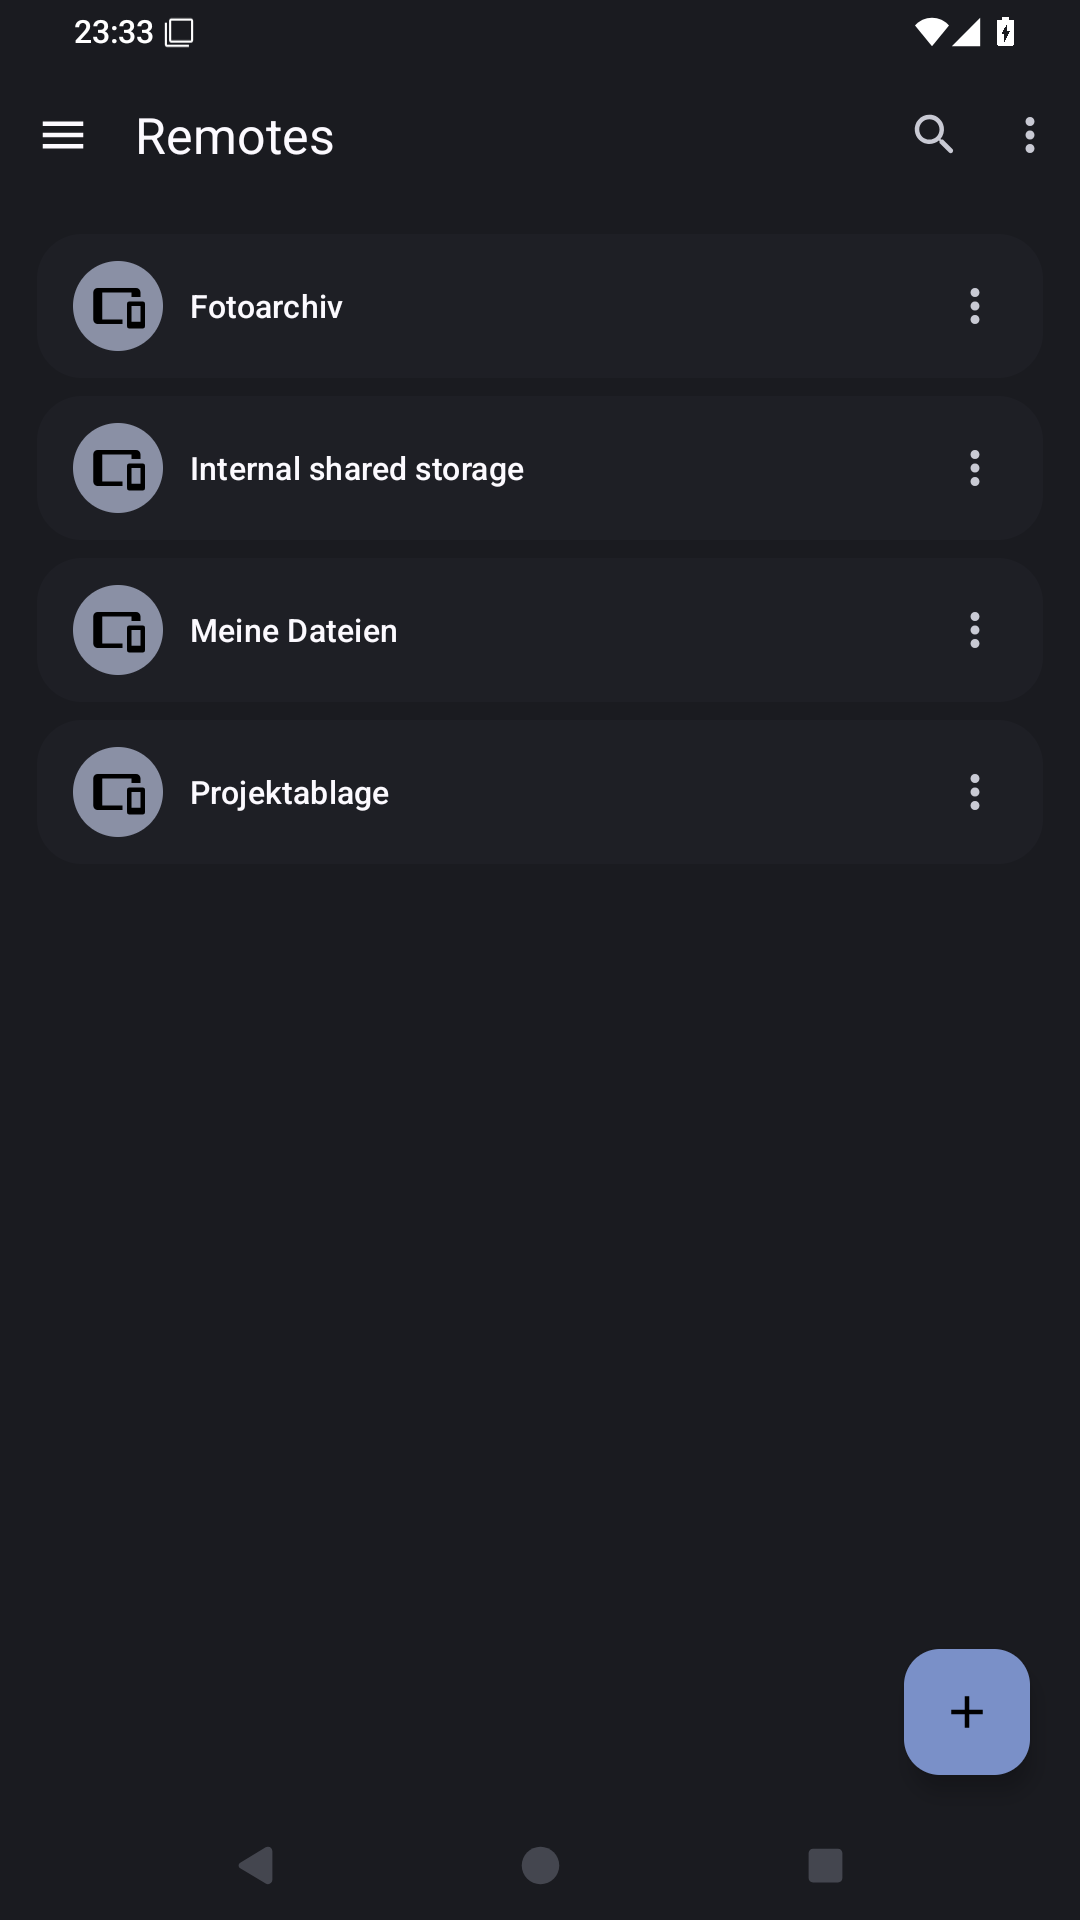 23:33
Remotes
Fotoarchiv
Internal shared storage
Meine Dateien
Projektablage